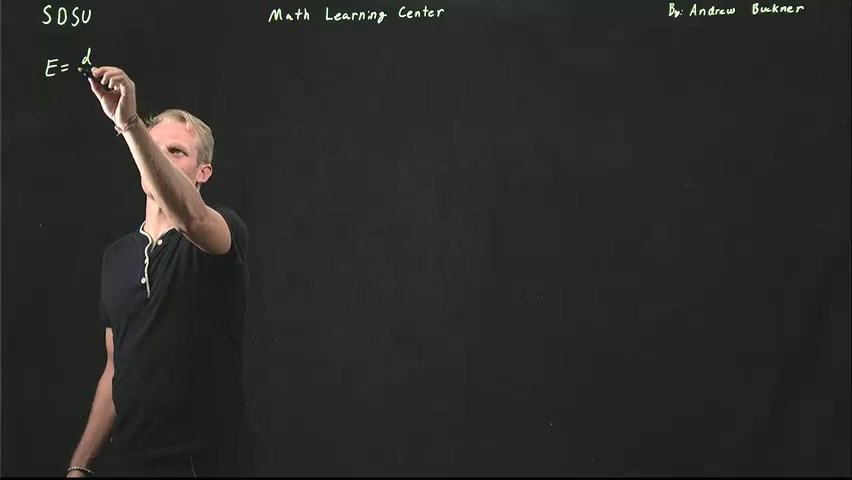 SDSU Math Learning Center By: Andrew Buckner
E = d